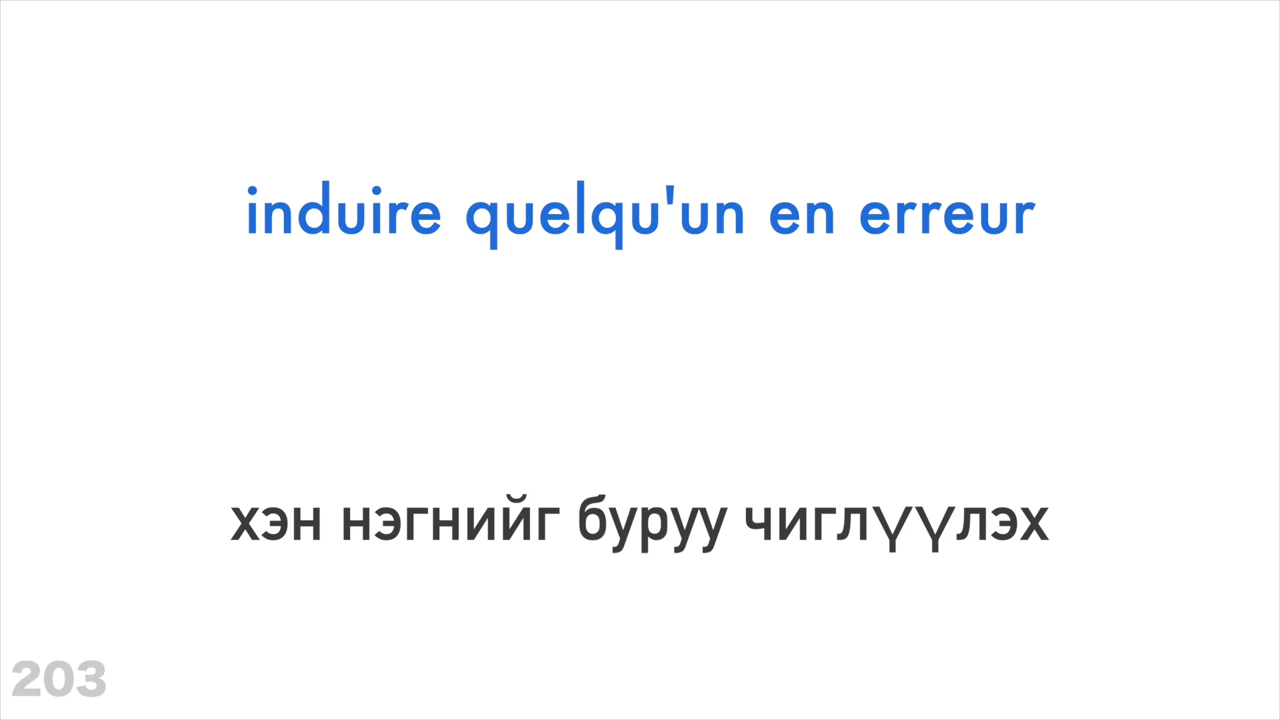 induire quelqu'un en erreur
хэн нэгнийг буруу чиглүүлэх
203